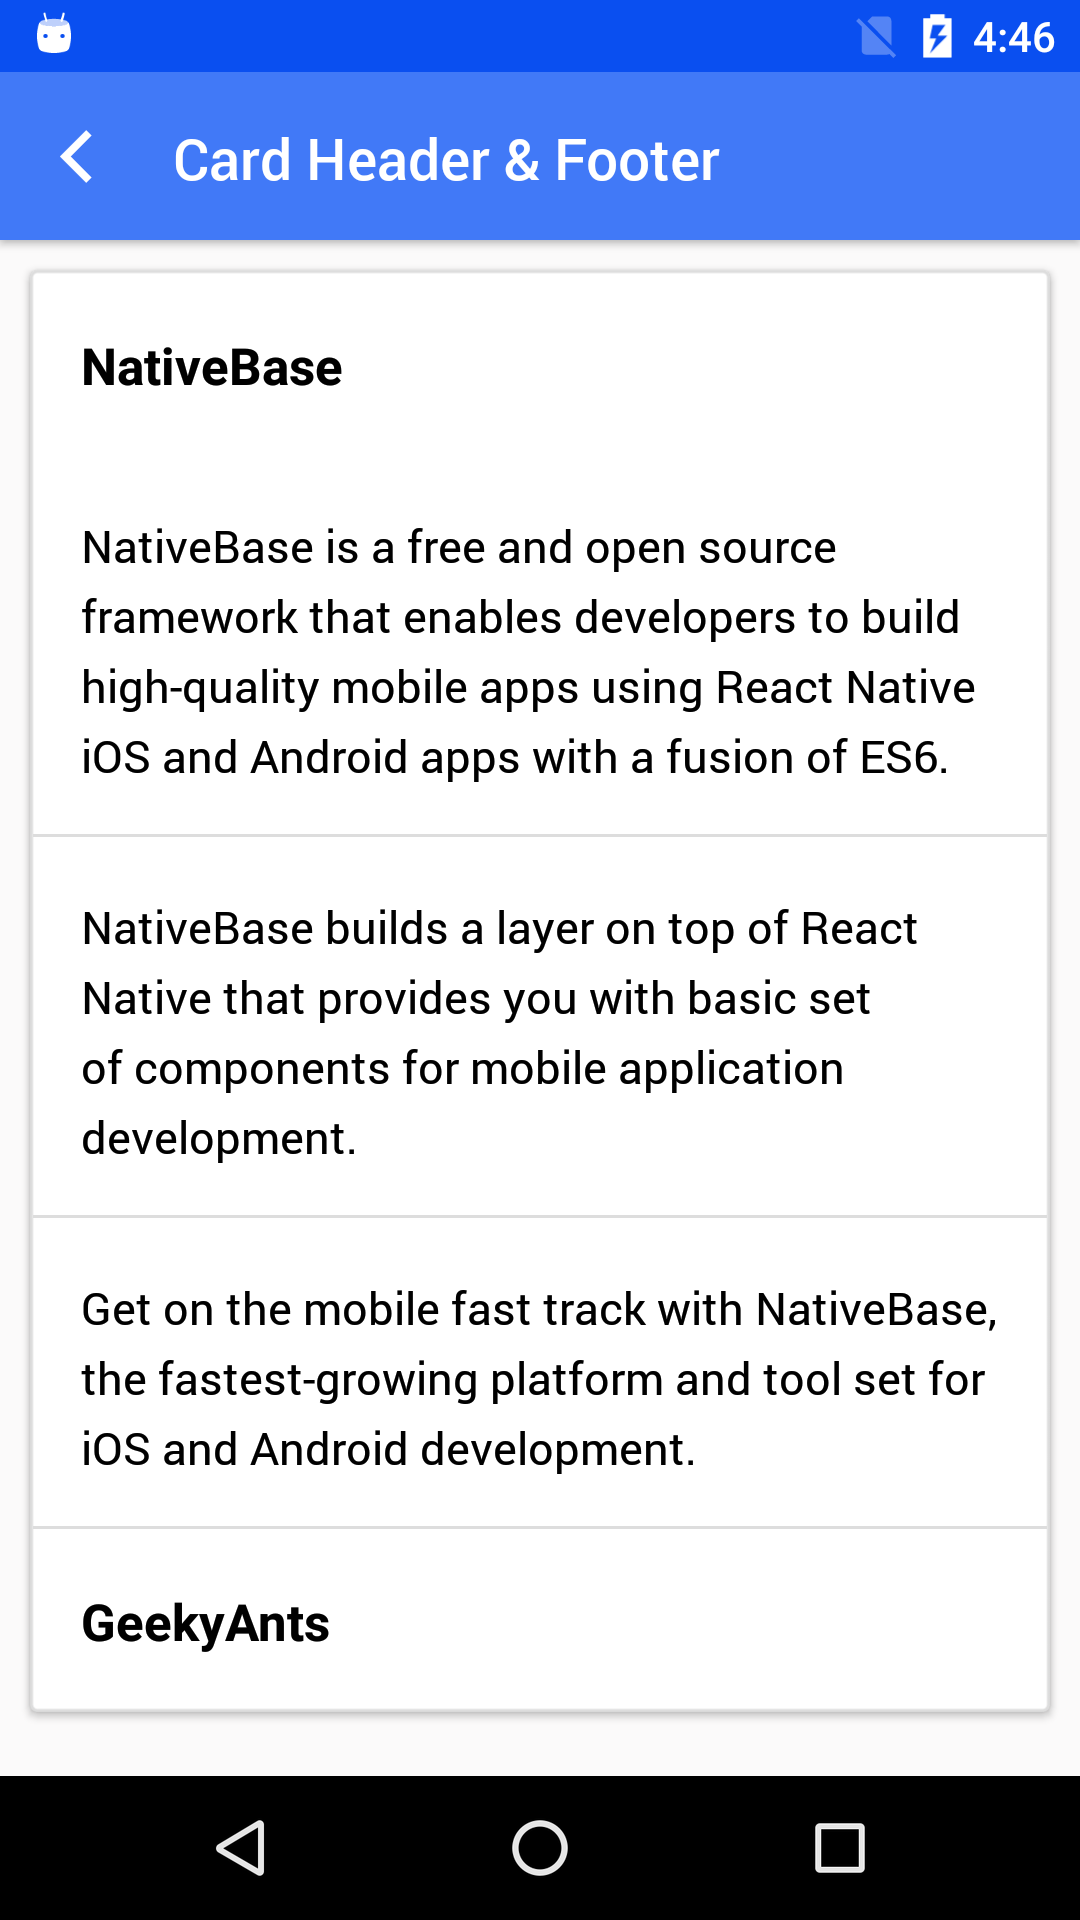 4:46
Card Header & Footer
NativeBase
NativeBase is a free and open source
framework that enables developers to build
high-quality mobile apps using React Native
iOS and Android apps with a fusion of ES6.
NativeBase builds a layer on top of React
Native that provides you with basic set
of components for mobile application
development.
Get on the mobile fast track with NativeBase,
the fastest-growing platform and tool set for
iOS and Android development.
GeekyAnts